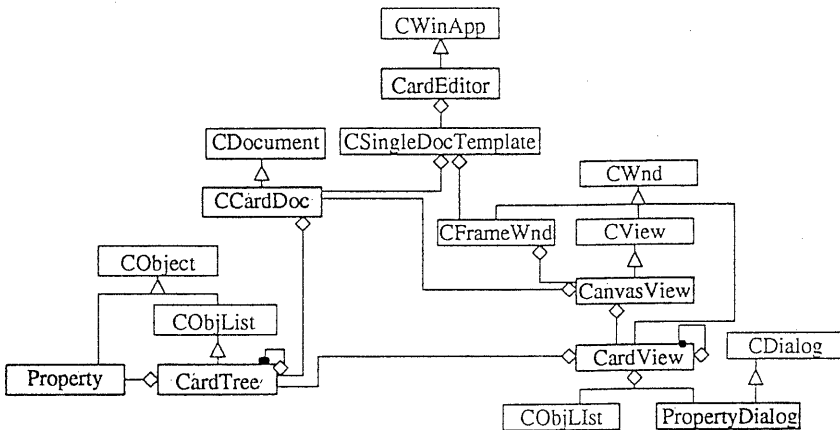 CWinApp
CardEditor
CDocument
CSingleDocTemplate
CWnd
CCardDoc
CFrameWnd
CView
CObject
CanvasView
CObjList
CardView
CDialog
Property
CardTree
CObjLIst
PropertyDialog